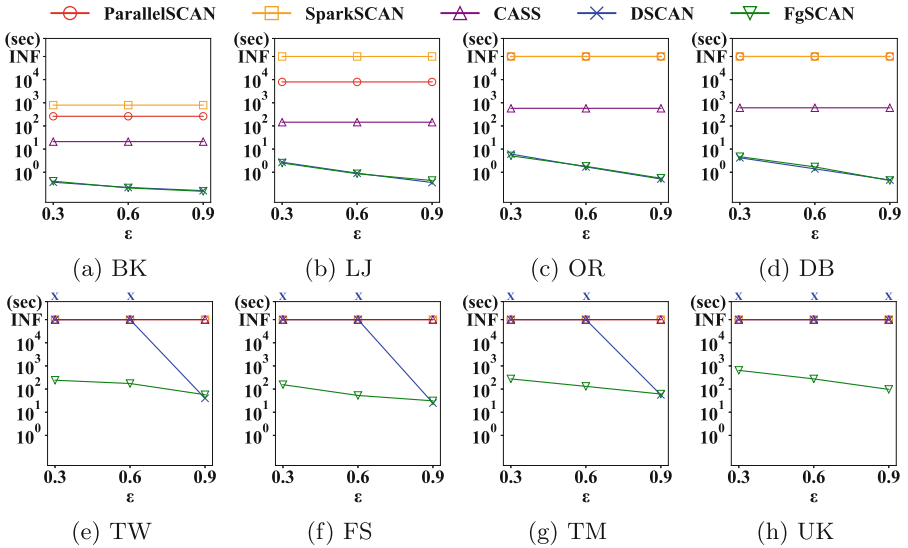 ParallelSCAN SparkSCAN CASS DSCAN FgSCAN
(sec) (sec) (sec) (sec)
INF INF INF INF
10^4 10^4 10^4 10^4
10^3 10^3 10^3 10^3
10^2 10^2 10^2 10^2
10^1 10^1 10^1 10^1
10^0 10^0 10^0 10^0
0.3 0.6 0.9 0.3 0.6 0.9 0.3 0.6 0.9 0.3 0.6 0.9
ε ε ε ε
(a) BK (b) LJ (c) OR (d) DB
x x x x x x x x x
(sec) (sec) (sec) (sec)
INF INF INF INF
10^4 10^4 10^4 10^4
10^3 10^3 10^3 10^3
10^2 10^2 10^2 10^2
10^1 10^1 10^1 10^1
10^0 10^0 10^0 10^0
0.3 0.6 0.9 0.3 0.6 0.9 0.3 0.6 0.9 0.3 0.6 0.9
ε ε ε ε
(e) TW (f) FS (g) TM (h) UK